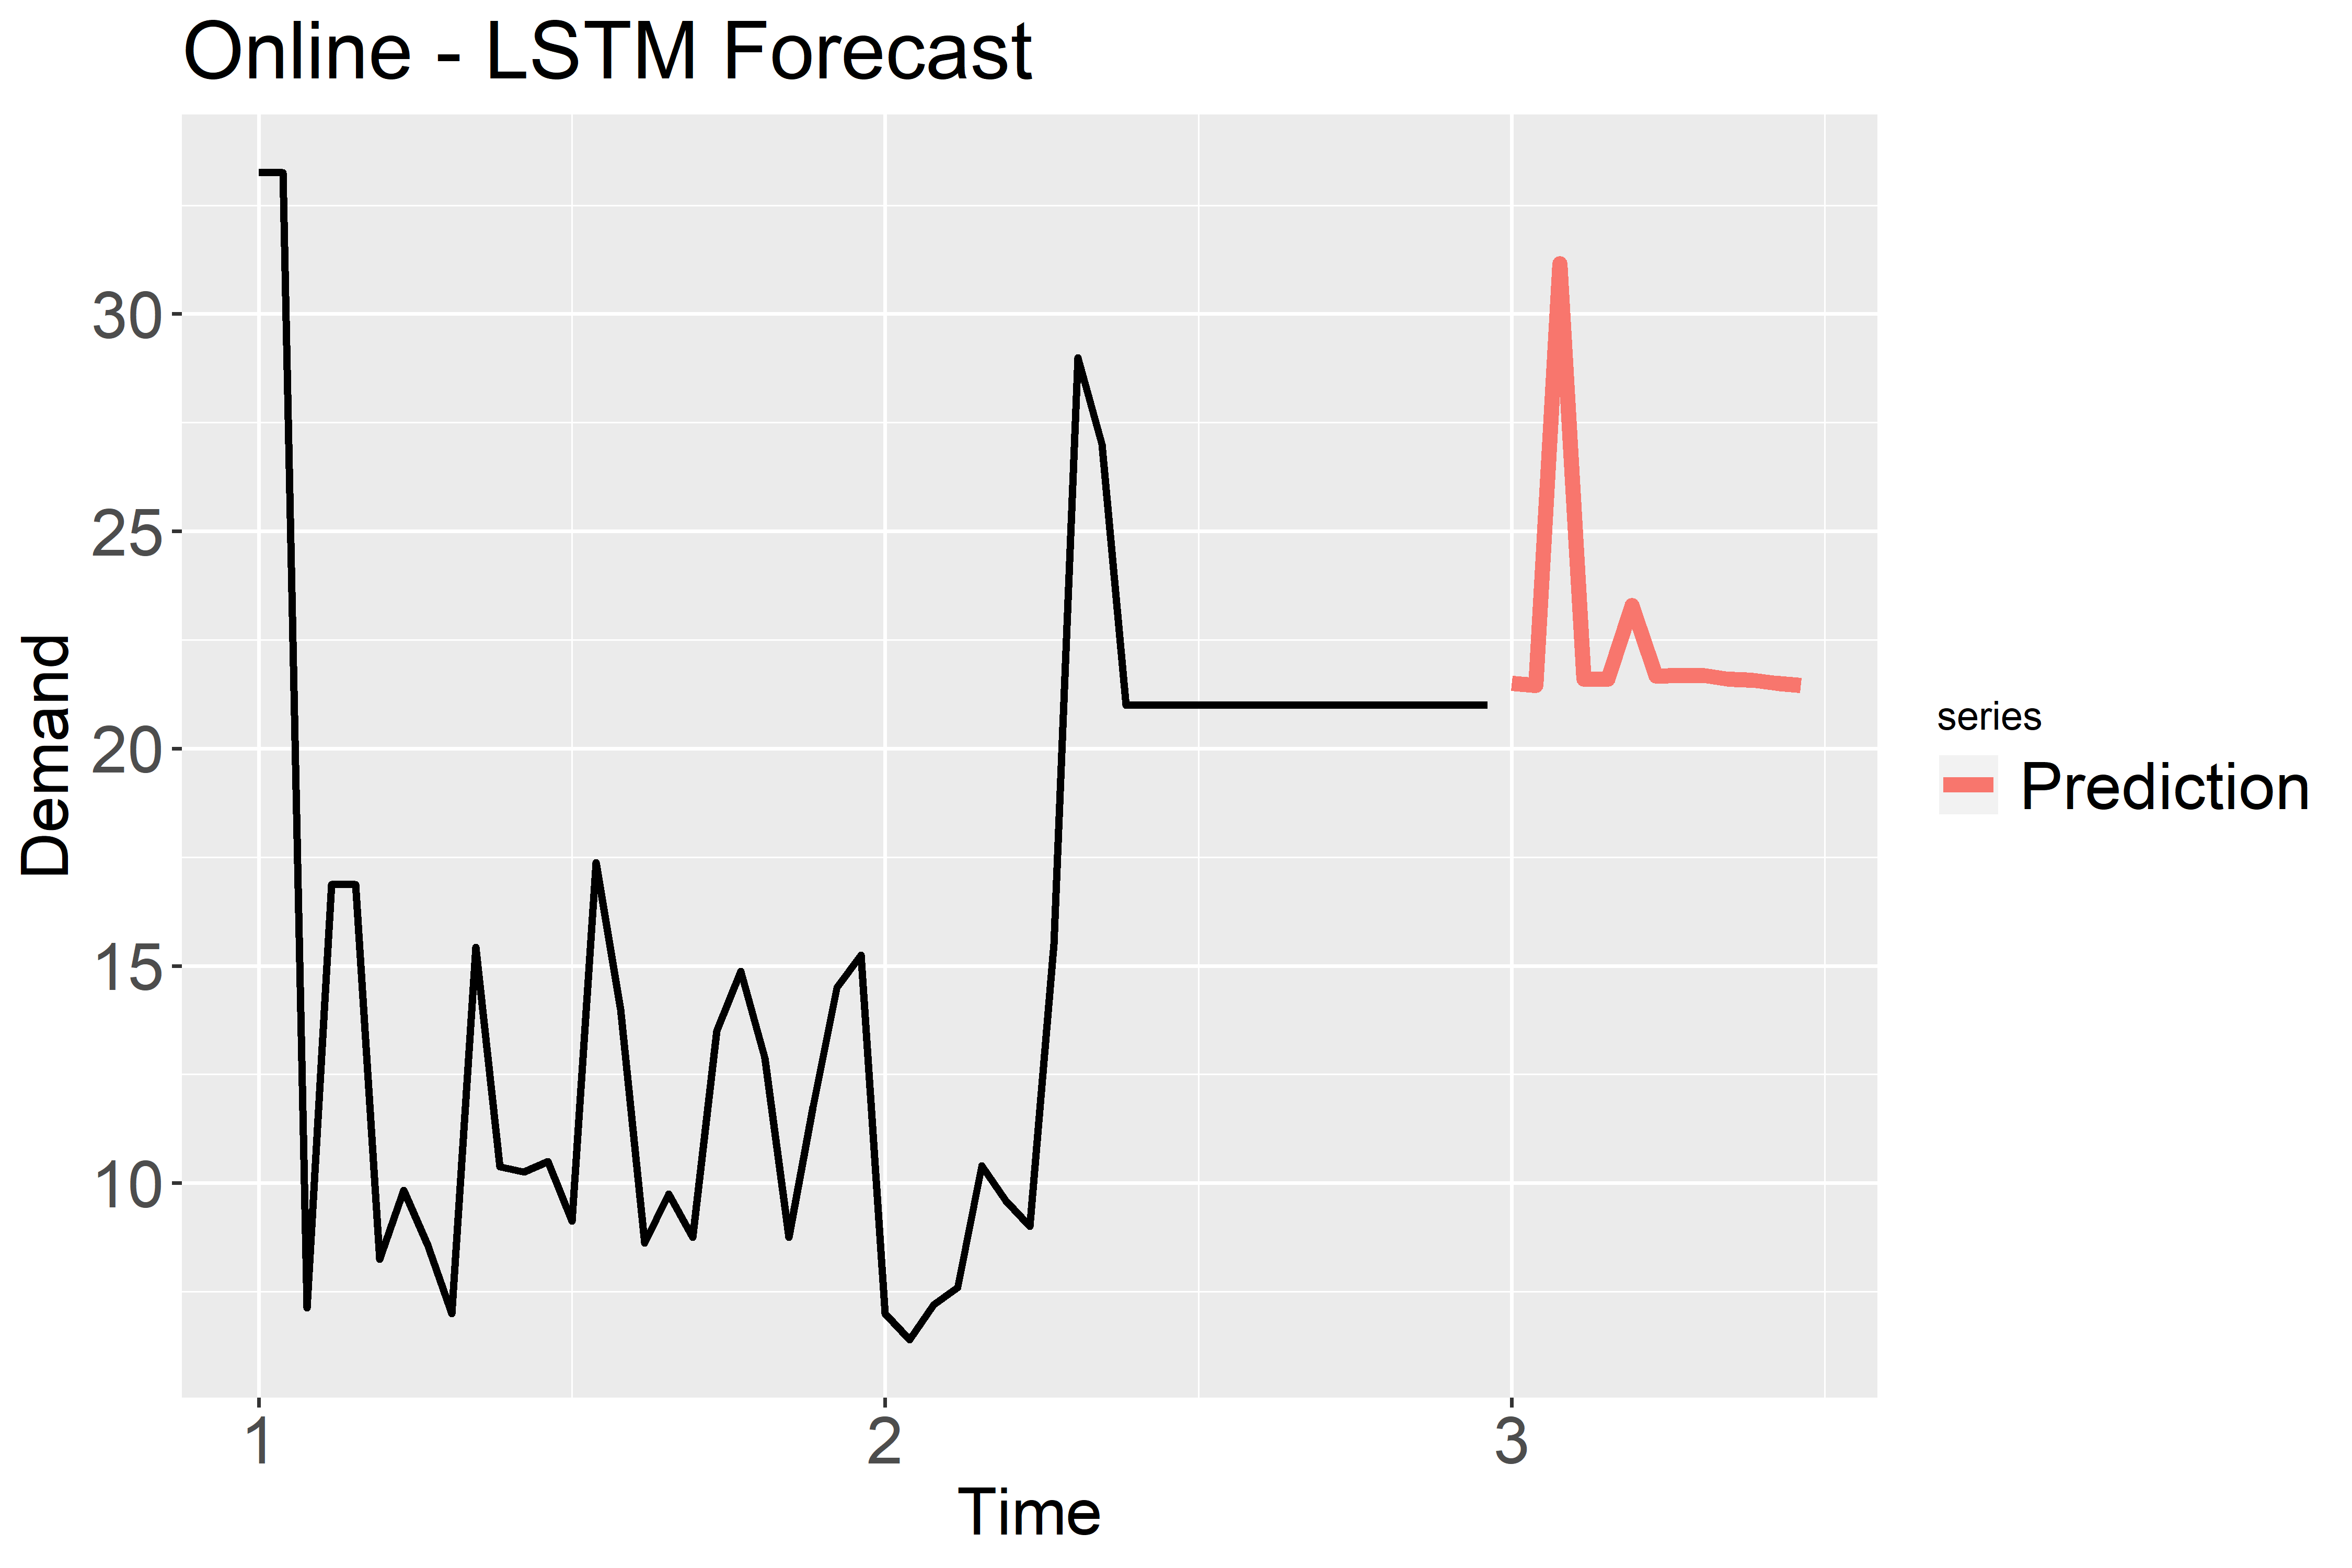 Online - LSTM Forecast
30
25
20
15
10
Demand
1 2 3
Time
series
Prediction